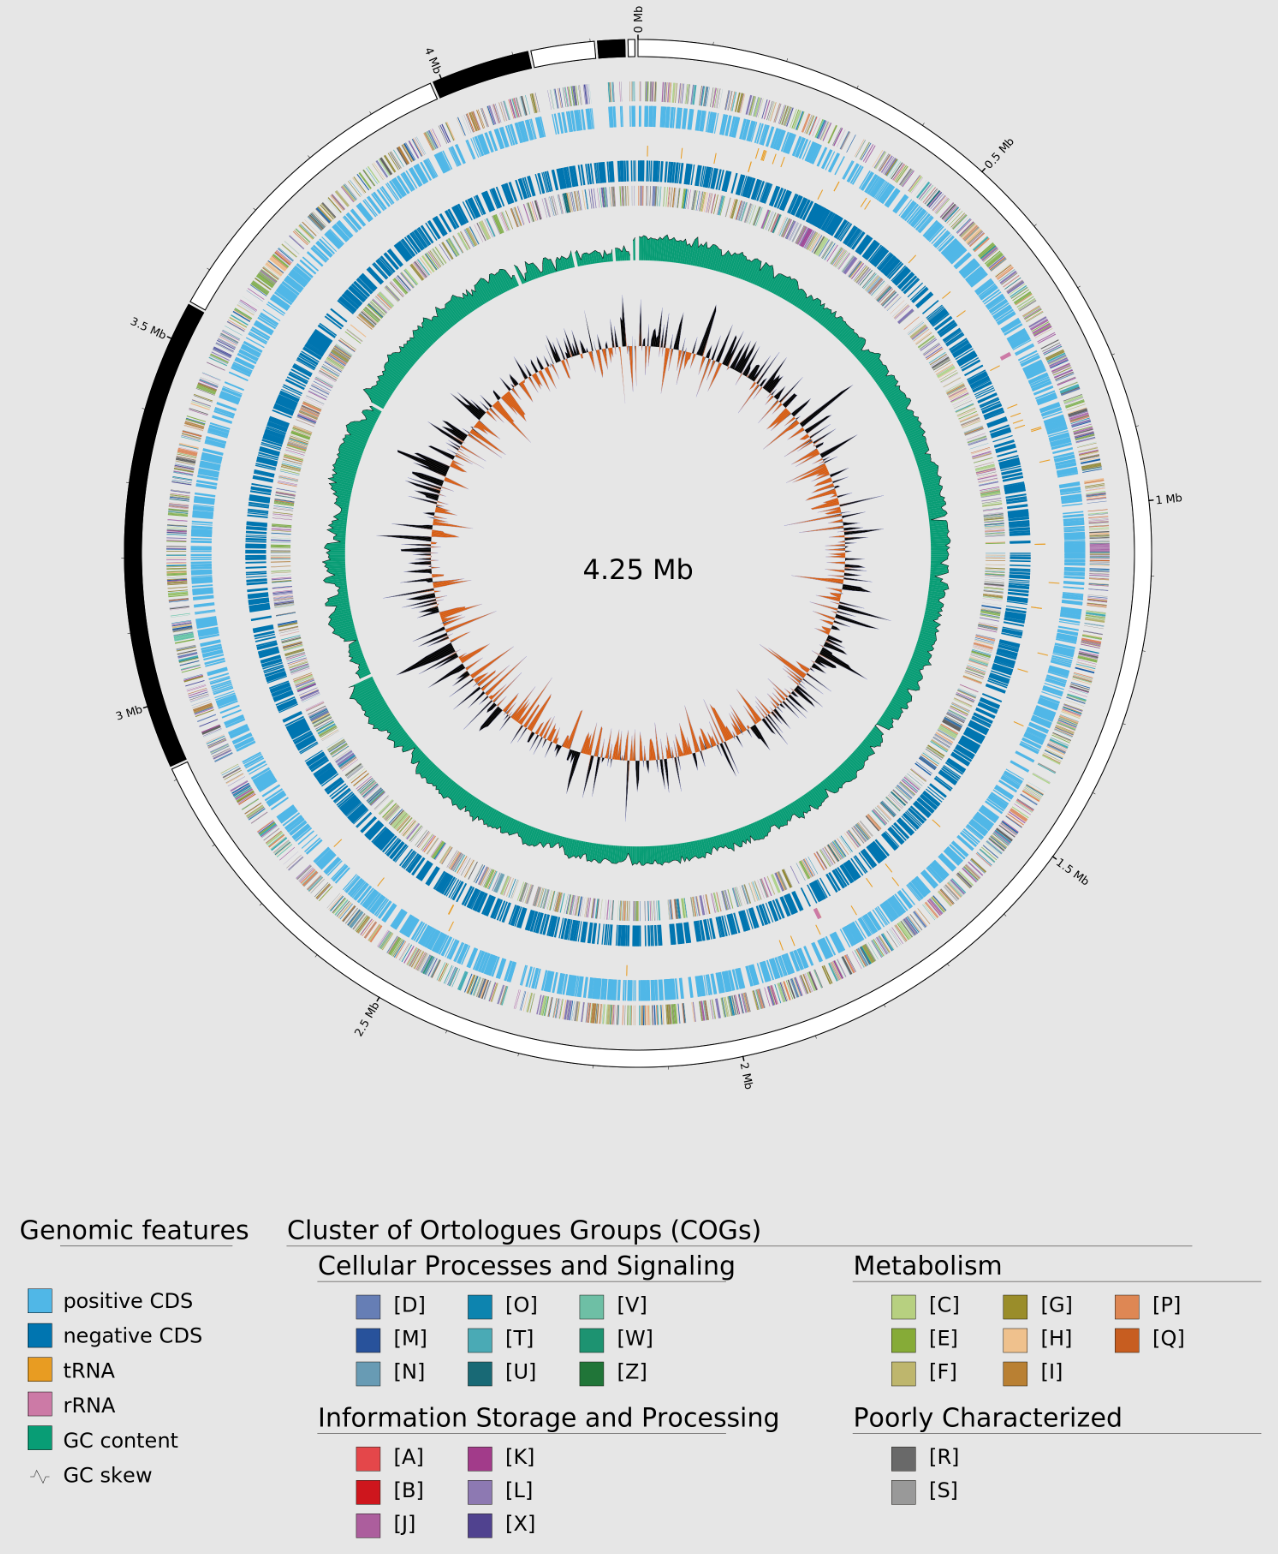 0 Mb
0.5 Mb
1 Mb
1.5 Mb
2 Mb
2.5 Mb
3 Mb
3.5 Mb
4 Mb
4.25 Mb
Genomic features
positive CDS
negative CDS
tRNA
rRNA
GC content
GC skew
Cluster of Ortologues Groups (COGs)
Cellular Processes and Signaling
[D] [O] [V]
[M] [T] [W]
[N] [U] [Z]
Metabolism
[C] [G] [P]
[E] [H] [Q]
[F] [I]
Information Storage and Processing
[A] [K]
[B] [L]
[J] [X]
Poorly Characterized
[R]
[S]